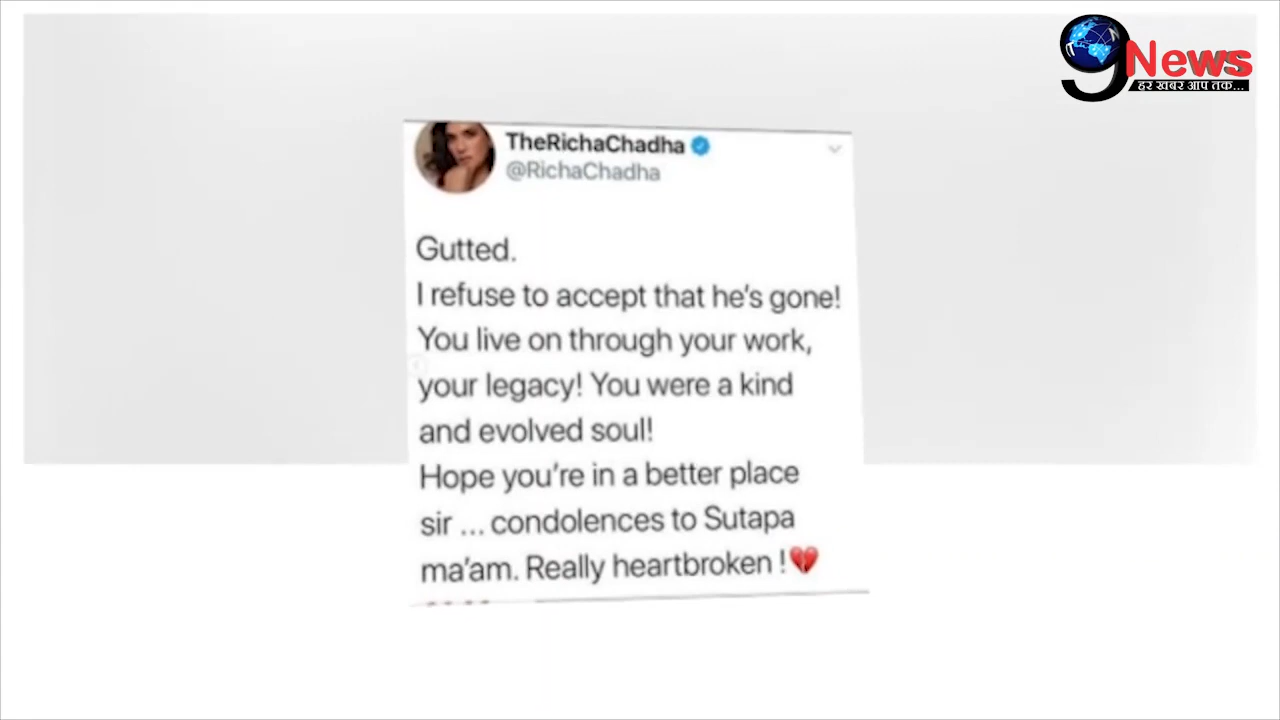 9 News
हर खबर आप तक...
TheRichaChadha
@RichaChadha
Gutted.
I refuse to accept that he's gone!
You live on through your work,
your legacy! You were a kind
and evolved soul!
Hope you're in a better place
sir ... condolences to Sutapa
ma'am. Really heartbroken !💔